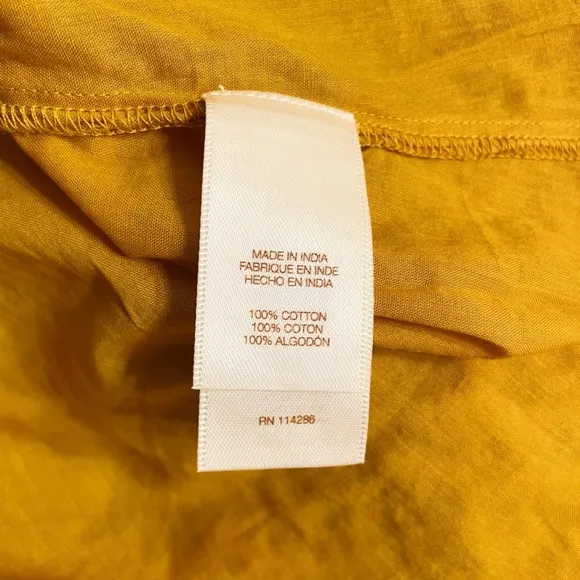 MADE IN INDIA
FABRIQUE EN INDE
HECHO EN INDIA
100% COTTON
100% COTON
100% ALGODÓN
RN 114286